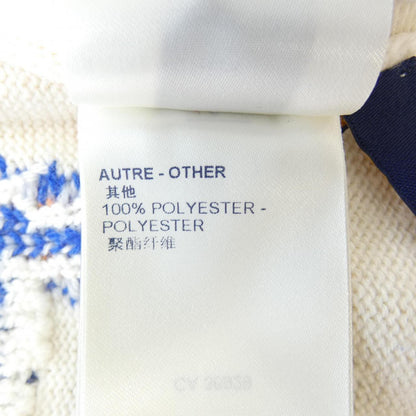 AUTRE - OTHER
其他
100% POLYESTER -
POLYESTER
聚酯纤维